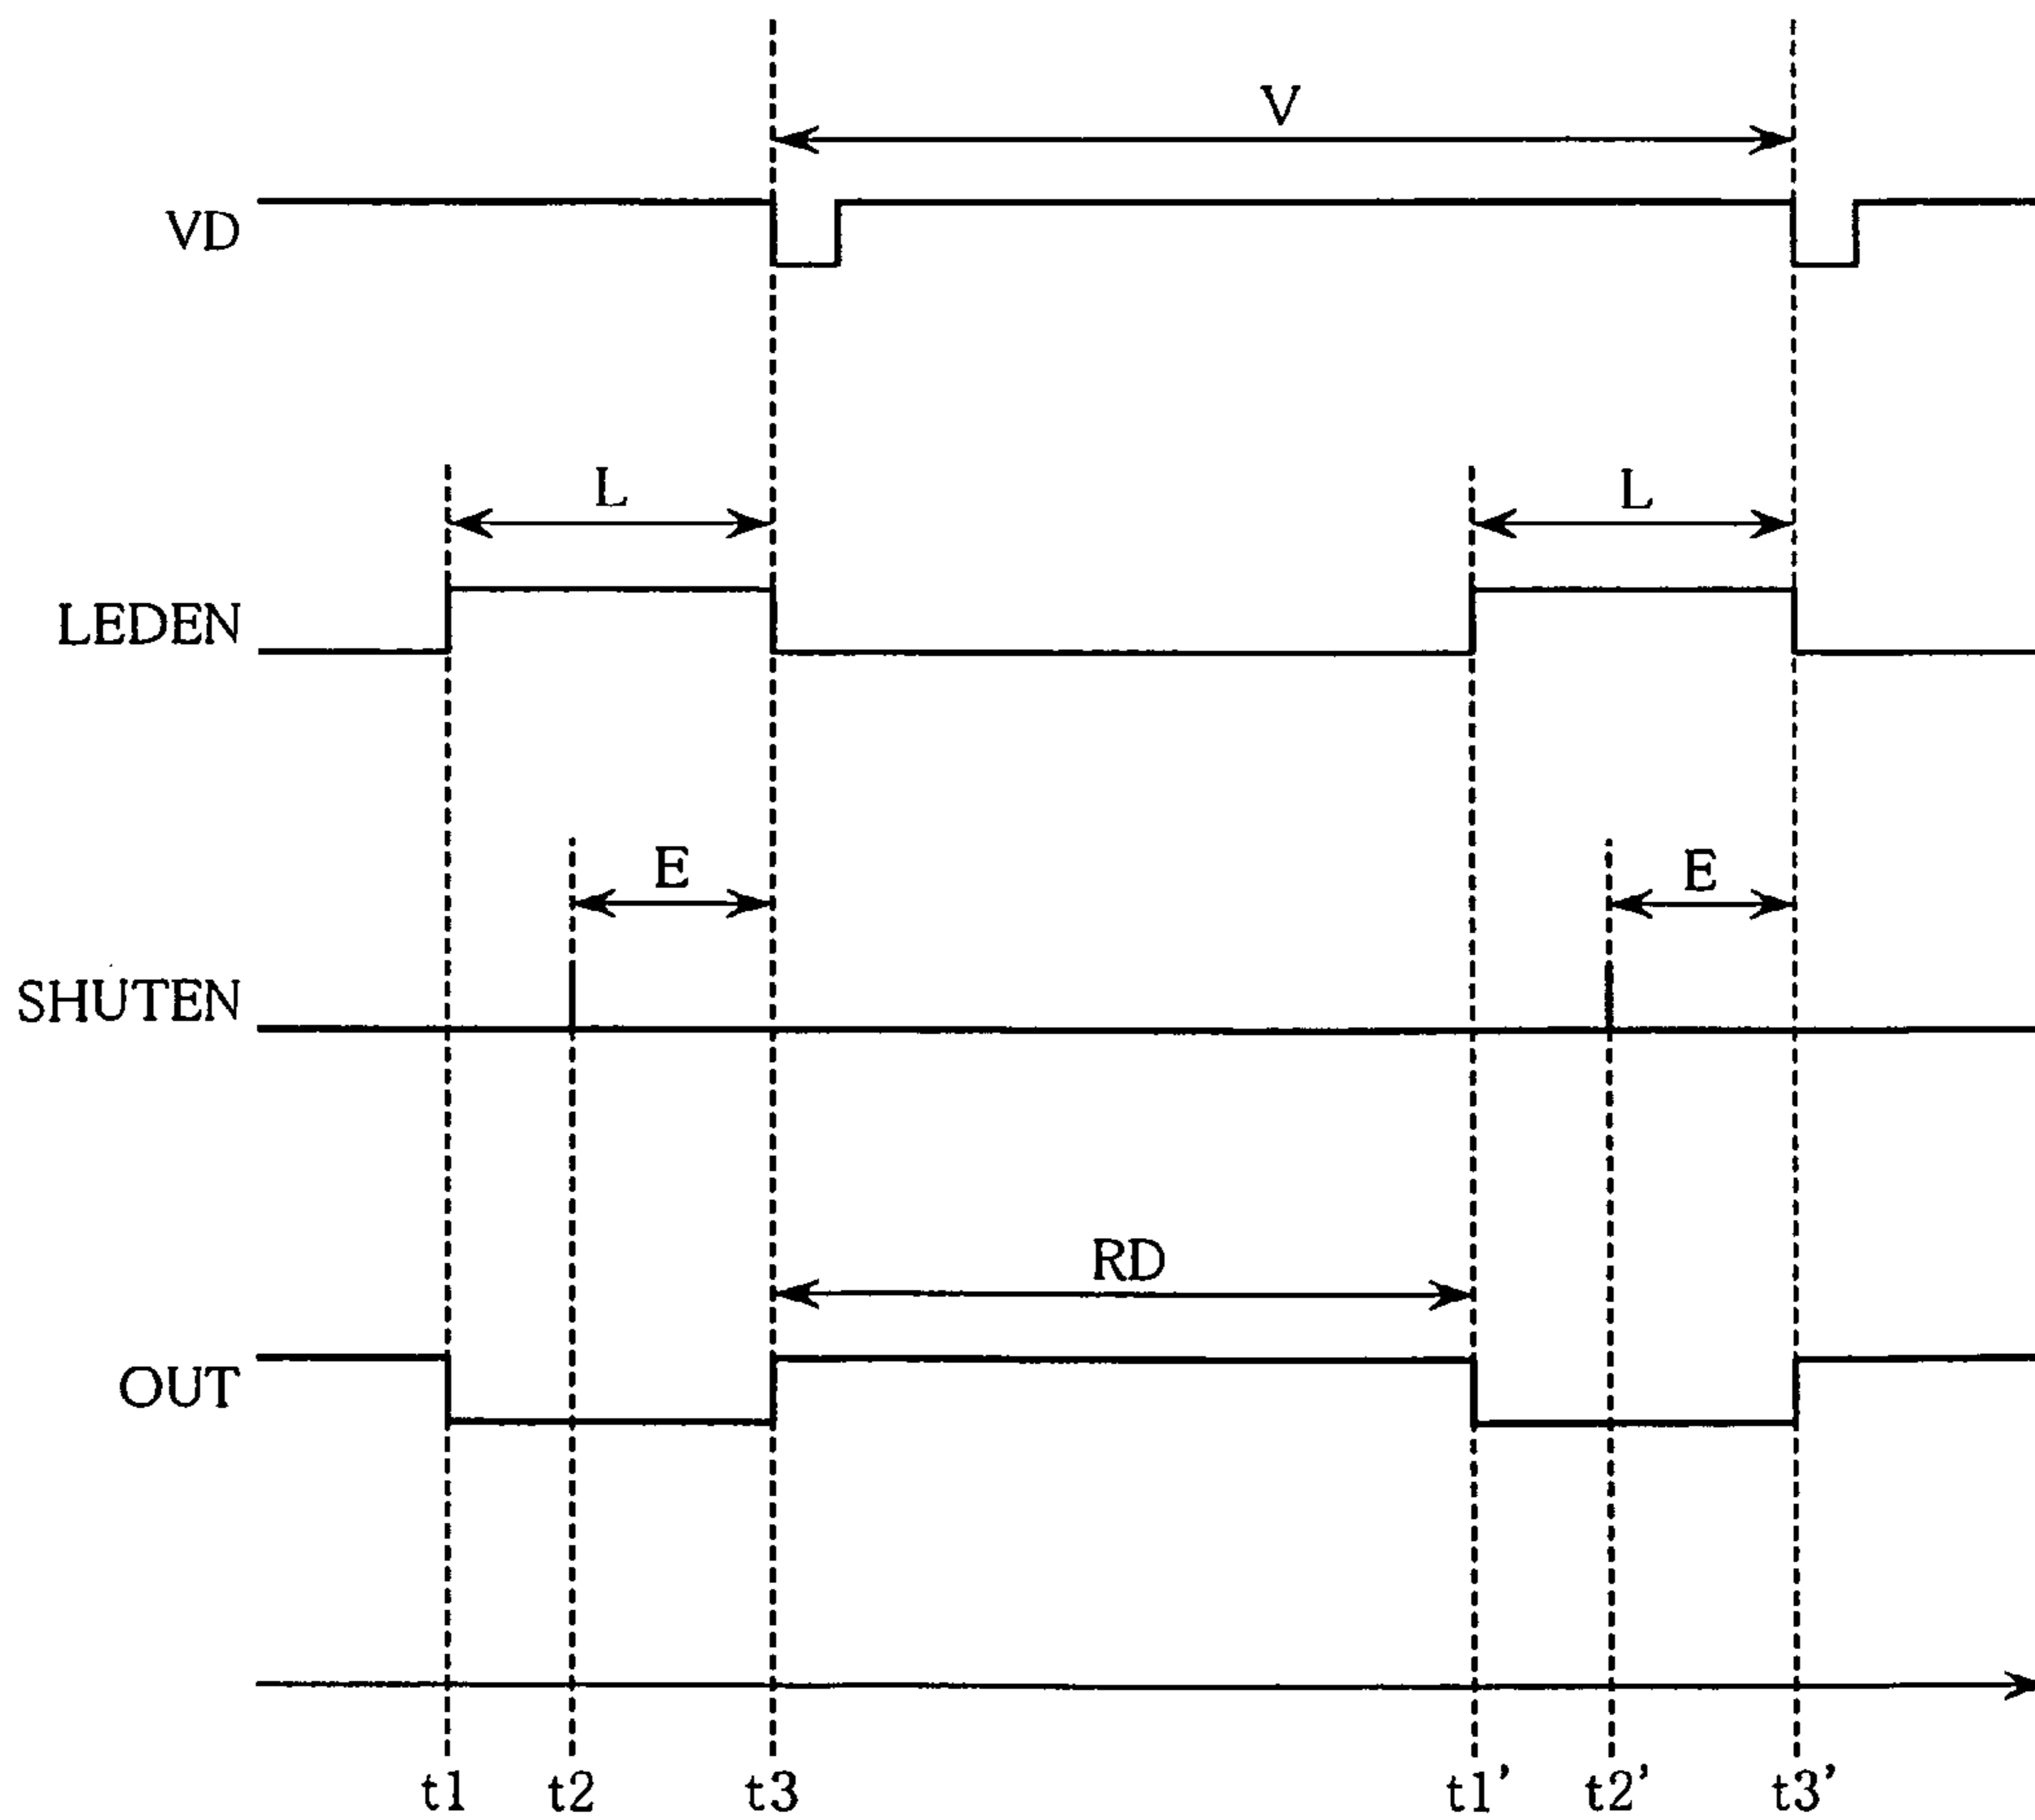 V
VD
L L
LEDEN
E E
SHUTEN
RD
OUT
t1 t2 t3 t1' t2' t3'